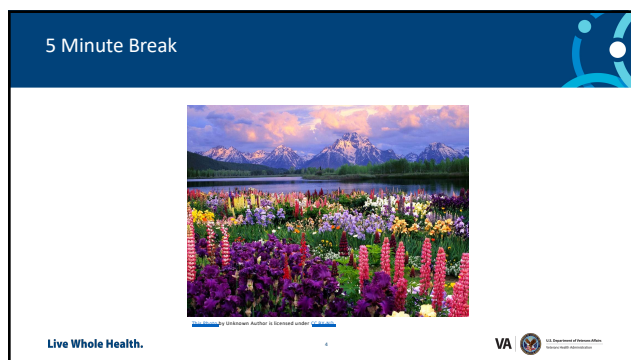 5 Minute Break
This Photo by Unknown Author is licensed under CC BY-ND
Live Whole Health.
4
VA
U.S. Department of Veterans Affairs
Veterans Health Administration